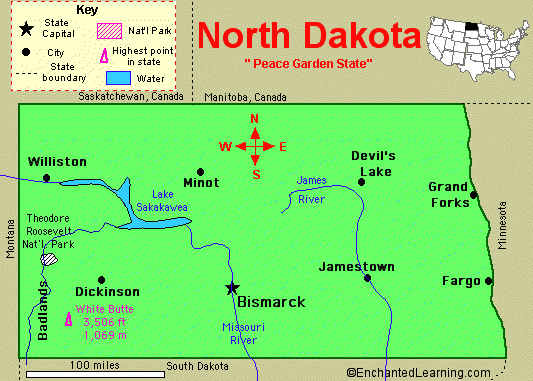 Key
State
Capital
Nat'l Park
City
Highest point
in state
State
boundary
Water
North Dakota
" Peace Garden State"
Saskatchewan, Canada
Manitoba, Canada
N
W
E
S
Williston
Minot
Devil's
Lake
Grand
Forks
Lake
Sakakawea
James
River
Theodore
Roosevelt
Nat'l. Park
Montana
Minnesota
Badlands
Dickinson
White Butte
3,506 ft
1,069 m
Bismarck
Jamestown
Fargo
Missouri
River
100 miles
South Dakota
©EnchantedLearning.com